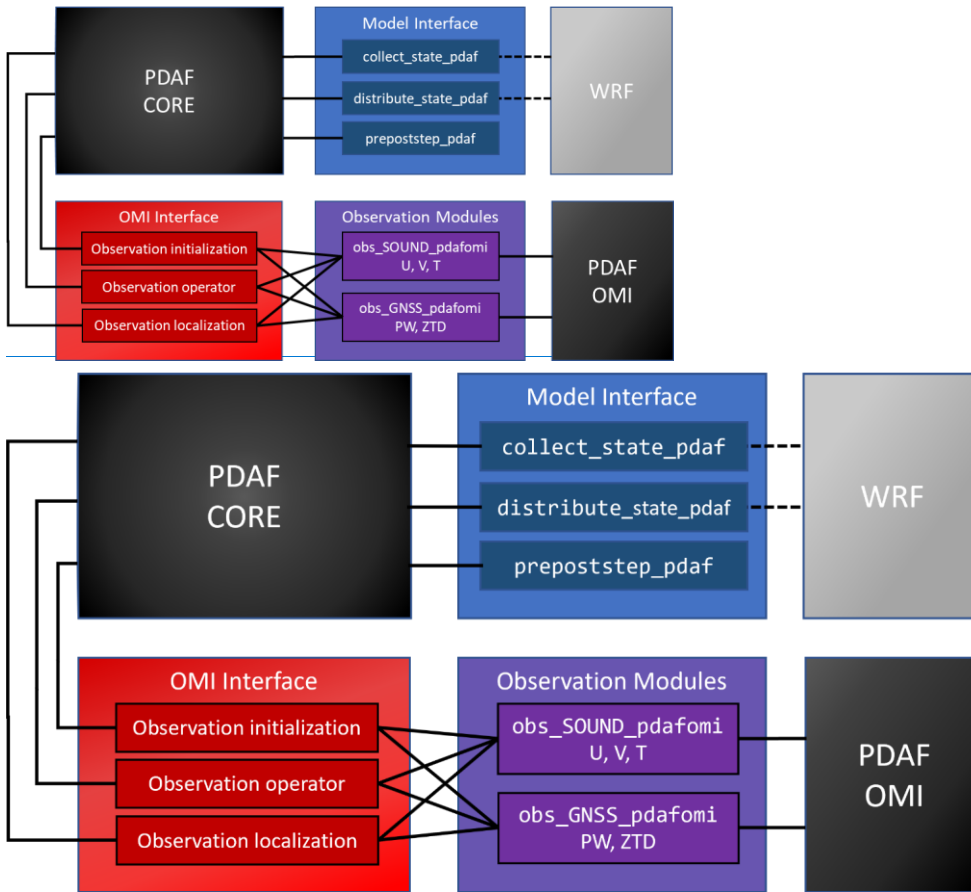 Model Interface
collect_state_pdaf
distribute_state_pdaf
prepoststep_pdaf
PDAF
CORE
WRF
OMI Interface
Observation initialization
Observation operator
Observation localization
Observation Modules
obs_SOUND_pdafomi
U, V, T
obs_GNSS_pdafomi
PW, ZTD
PDAF
OMI
Model Interface
collect_state_pdaf
distribute_state_pdaf
prepoststep_pdaf
PDAF
CORE
WRF
OMI Interface
Observation initialization
Observation operator
Observation localization
Observation Modules
obs_SOUND_pdafomi
U, V, T
obs_GNSS_pdafomi
PW, ZTD
PDAF
OMI